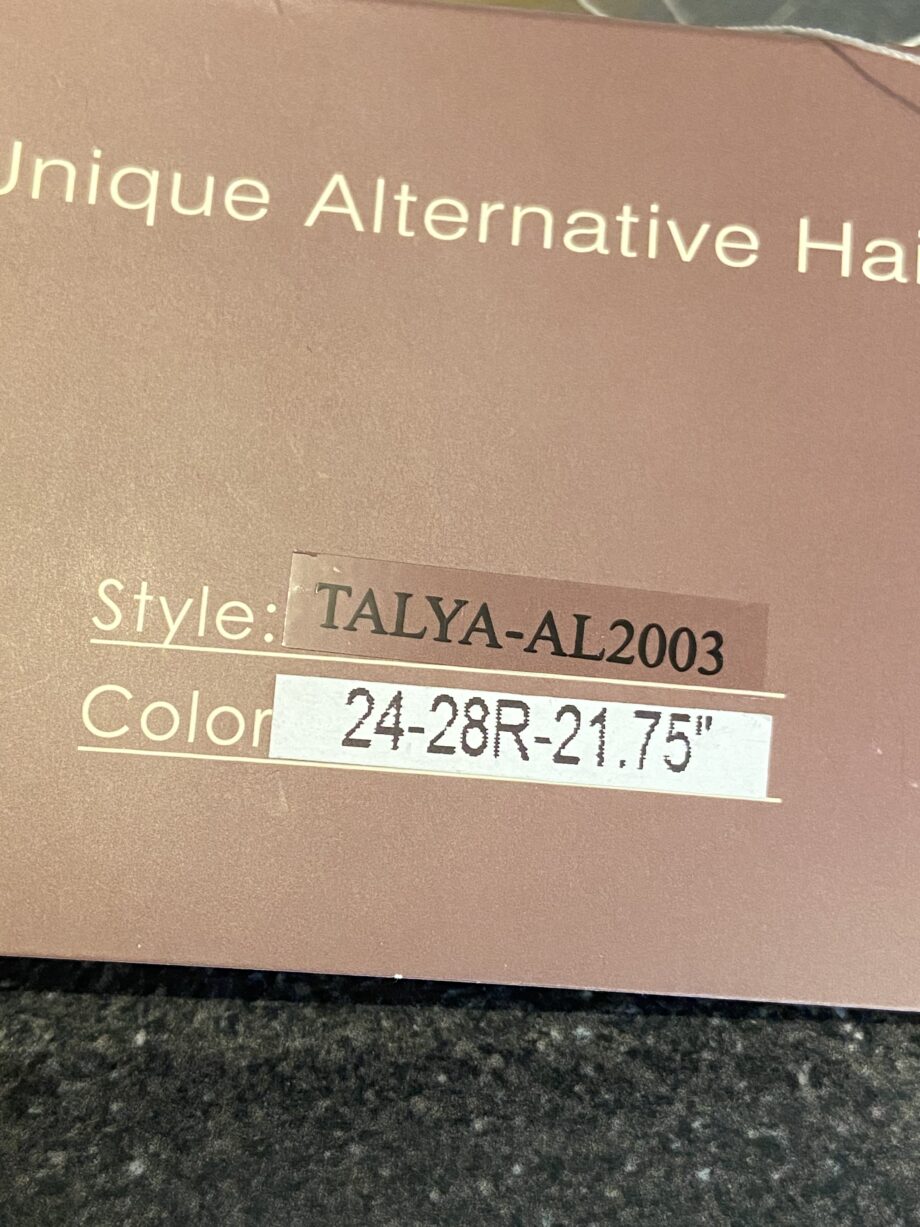 Unique Alternative Hai
Style: TALYA-AL2003
Color 24-28R-21.75"